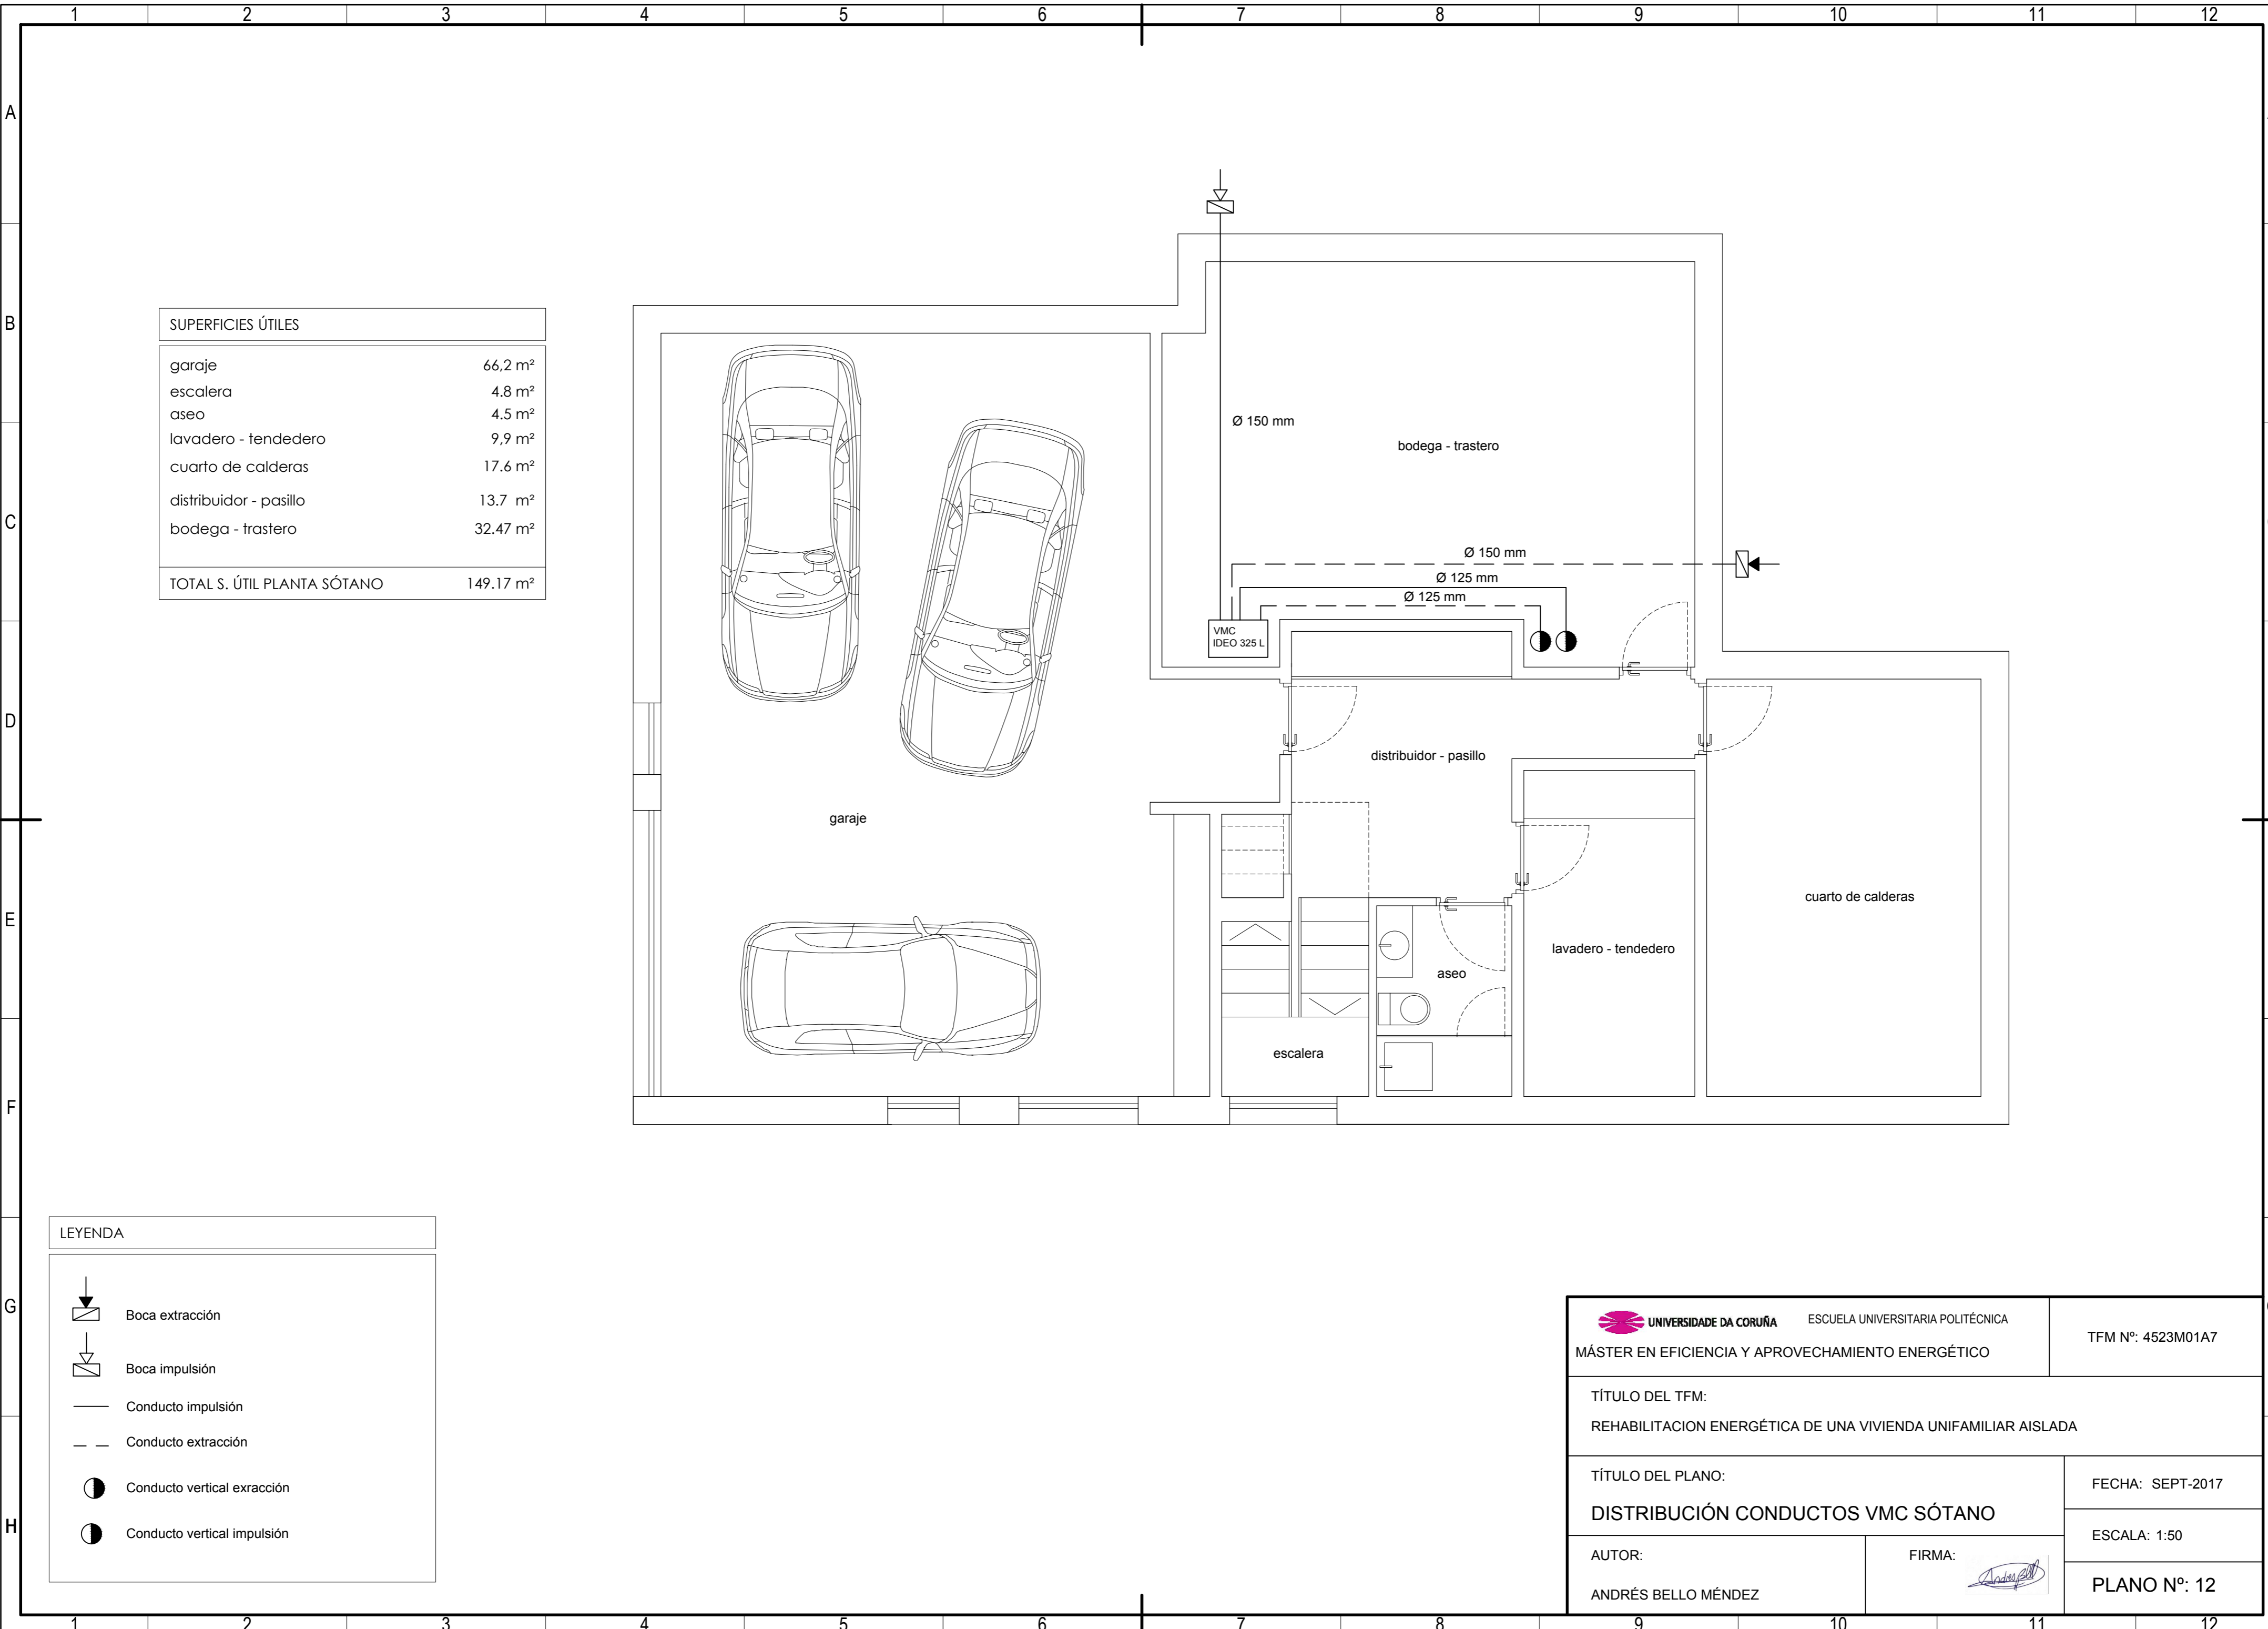 1 2 3 4 5 6 7 8 9 10 11 12
A
B
C
D
E
F
G
H
SUPERFICIES ÚTILES
garaje 66,2 m²
escalera 4.8 m²
aseo 4.5 m²
lavadero - tendedero 9,9 m²
cuarto de calderas 17.6 m²
distribuidor - pasillo 13.7 m²
bodega - trastero 32.47 m²
TOTAL S. ÚTIL PLANTA SÓTANO 149.17 m²
Ø 150 mm
bodega - trastero
Ø 150 mm
Ø 125 mm
Ø 125 mm
VMC
IDEO 325 L
distribuidor - pasillo
garaje
cuarto de calderas
lavadero - tendedero
aseo
escalera
LEYENDA
Boca extracción
Boca impulsión
Conducto impulsión
Conducto extracción
Conducto vertical exracción
Conducto vertical impulsión
UNIVERSIDADE DA CORUÑA ESCUELA UNIVERSITARIA POLITÉCNICA
MÁSTER EN EFICIENCIA Y APROVECHAMIENTO ENERGÉTICO
TFM Nº: 4523M01A7
TÍTULO DEL TFM:
REHABILITACION ENERGÉTICA DE UNA VIVIENDA UNIFAMILIAR AISLADA
TÍTULO DEL PLANO:
DISTRIBUCIÓN CONDUCTOS VMC SÓTANO
FECHA: SEPT-2017
ESCALA: 1:50
AUTOR:
ANDRÉS BELLO MÉNDEZ
FIRMA:
Andrés Bello
PLANO Nº: 12
1 2 3 4 5 6 7 8 9 10 11 12